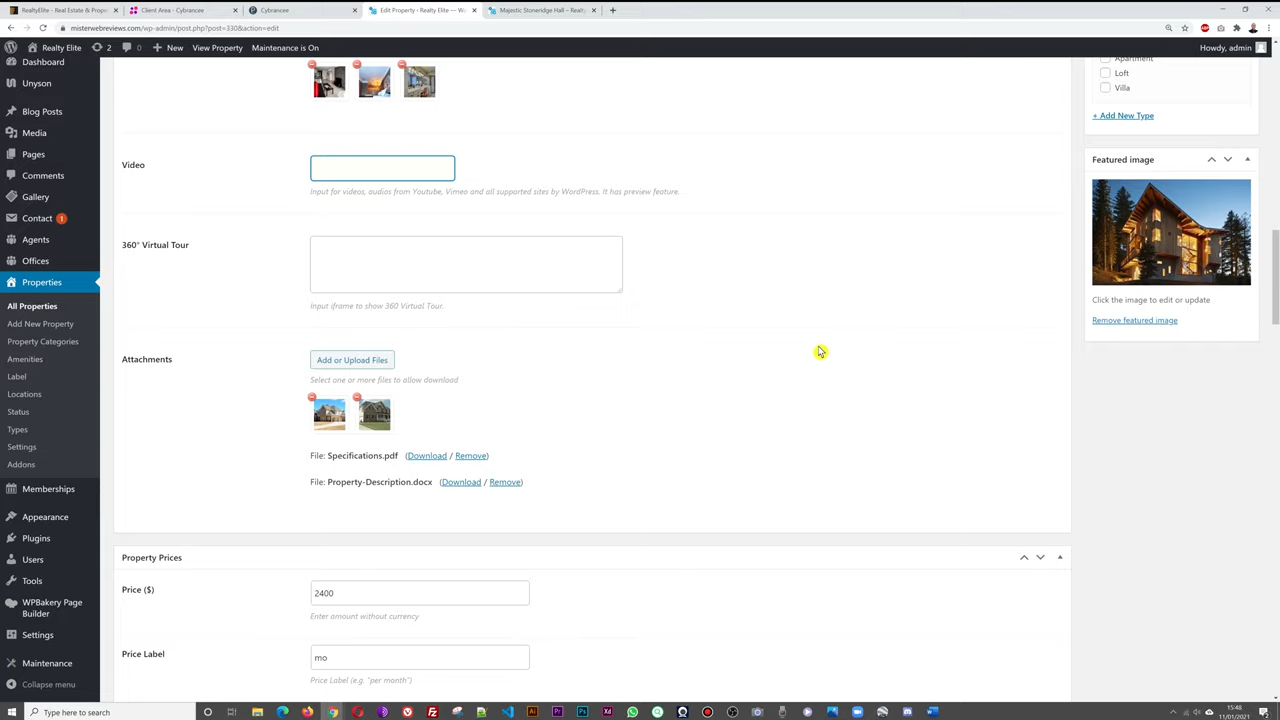 RealtyElite - Real Estate & Proper
Client Area - Cybrancee
Cybrancee
Edit Property ‹ Realty Elite — W
Majestic Stoneridge Hall – Realty
misterwebreviews.com/wp-admin/post.php?post=330&action=edit
Realty Elite
2
0
New
View Property
Maintenance is On
Howdy, admin
Dashboard
Unyson
Blog Posts
Media
Pages
Comments
Gallery
Contact 1
Agents
Offices
Properties
All Properties
Add New Property
Property Categories
Amenities
Label
Locations
Status
Types
Settings
Addons
Memberships
Appearance
Plugins
Users
Tools
WPBakery Page
Builder
Settings
Maintenance
Collapse menu
Video
Input for videos, audios from Youtube, Vimeo and all supported sites by WordPress. It has preview feature.
360° Virtual Tour
Input iframe to show 360 Virtual Tour.
Attachments
Add or Upload Files
Select one or more files to allow download
File: Specifications.pdf (Download / Remove)
File: Property-Description.docx (Download / Remove)
Property Prices
Price ($)
2400
Enter amount without currency
Price Label
mo
Price Label (e.g. "per month")
Apartment
Loft
Villa
+ Add New Type
Featured image
Click the image to edit or update
Remove featured image
Type here to search
15:48
11/01/2021